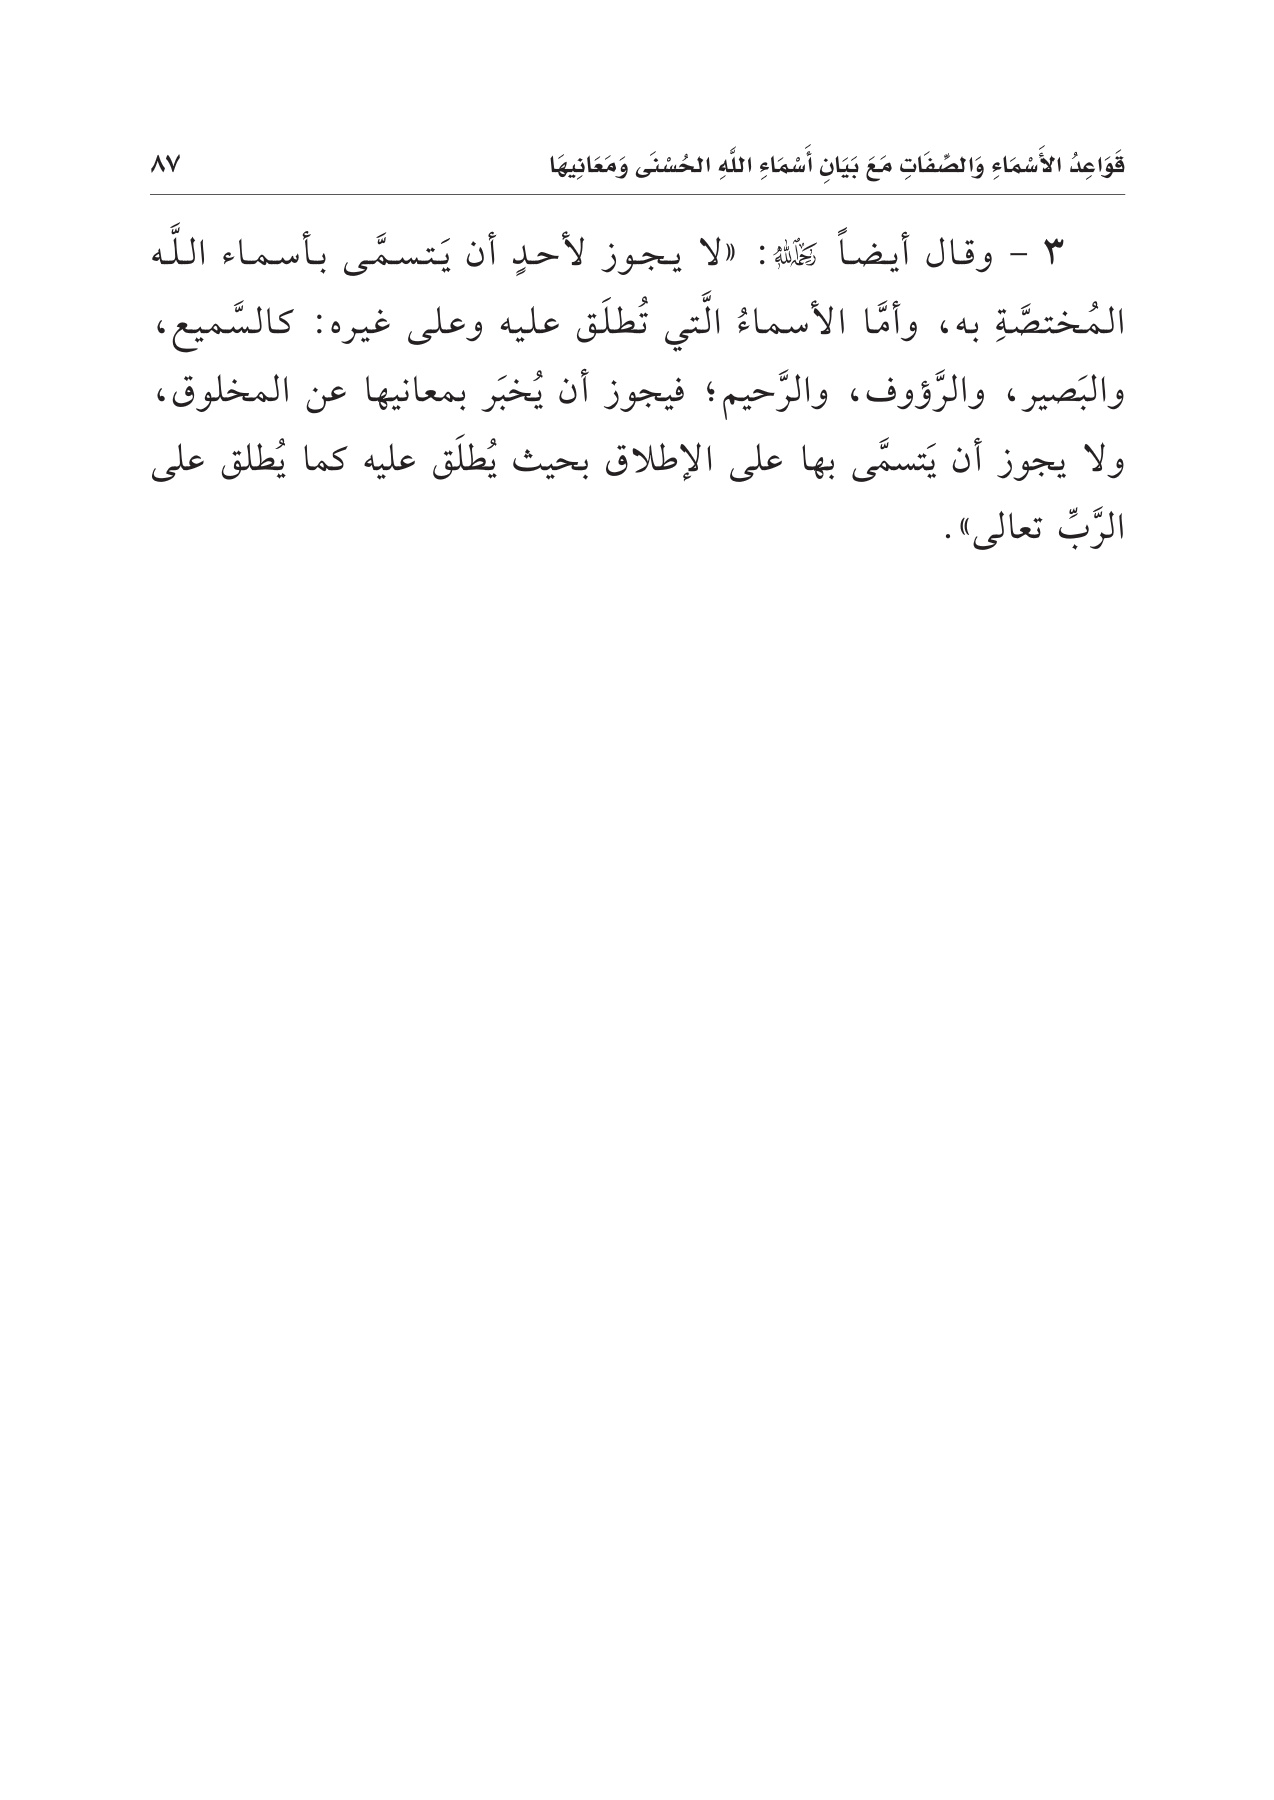 قَوَاعِدُ الأَسْمَاءِ وَالصِّفَاتِ مَعَ بَيَانِ أَسْمَاءِ اللَّهِ الحُسْنَى وَمَعَانِيهَا ٨٧
٣ – وقال أيضاً رَحِمَهُ اللهُ: «لا يجوز لأحدٍ أن يَتسمَّى بأسماء اللَّه
المُختصَّةِ به، وأمَّا الأسماءُ الَّتي تُطلَق عليه وعلى غيره: كالسَّميع،
والبَصير، والرَّؤوف، والرَّحيم؛ فيجوز أن يُخبَر بمعانيها عن المخلوق،
ولا يجوز أن يَتسمَّى بها على الإطلاق بحيث يُطلَق عليه كما يُطلق على
الرَّبِّ تعالى».